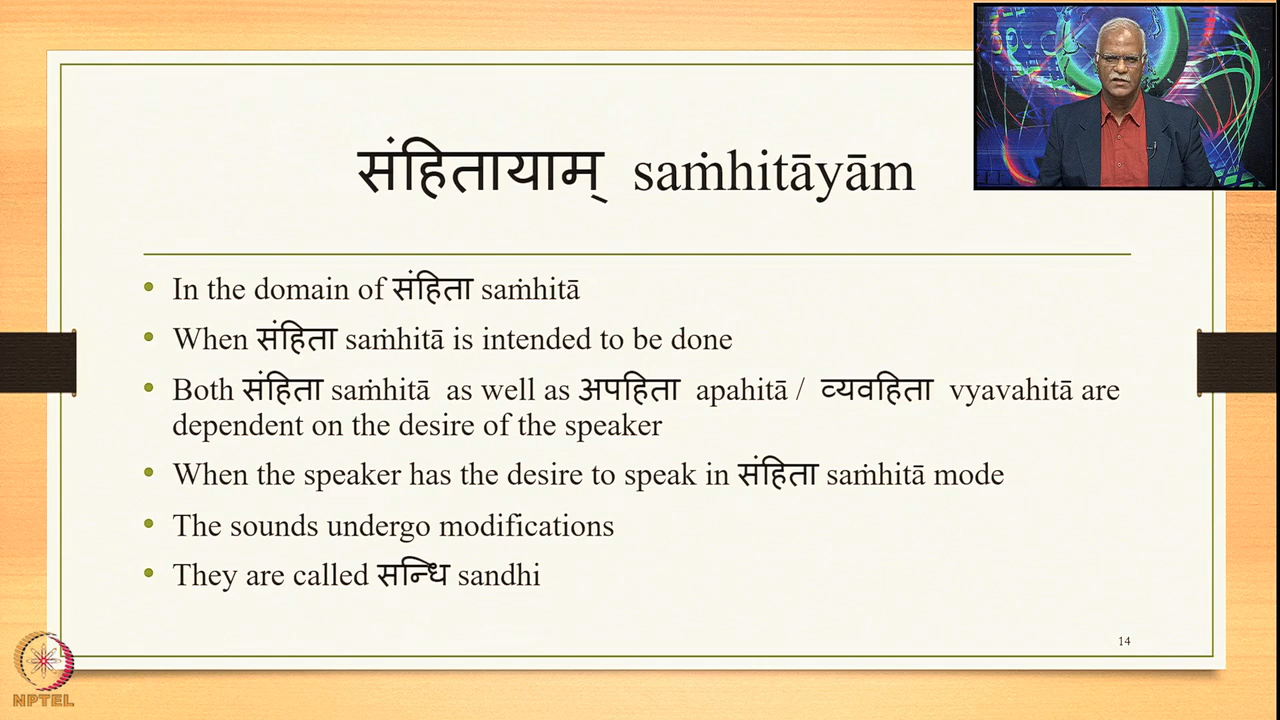 संहितायाम् saṁhitāyām
In the domain of संहिता saṁhitā
When संहिता saṁhitā is intended to be done
Both संहिता saṁhitā as well as अपहिता apahitā / व्यवहिता vyavahitā are
dependent on the desire of the speaker
When the speaker has the desire to speak in संहिता saṁhitā mode
The sounds undergo modifications
They are called सन्धि sandhi
14
NPTEL